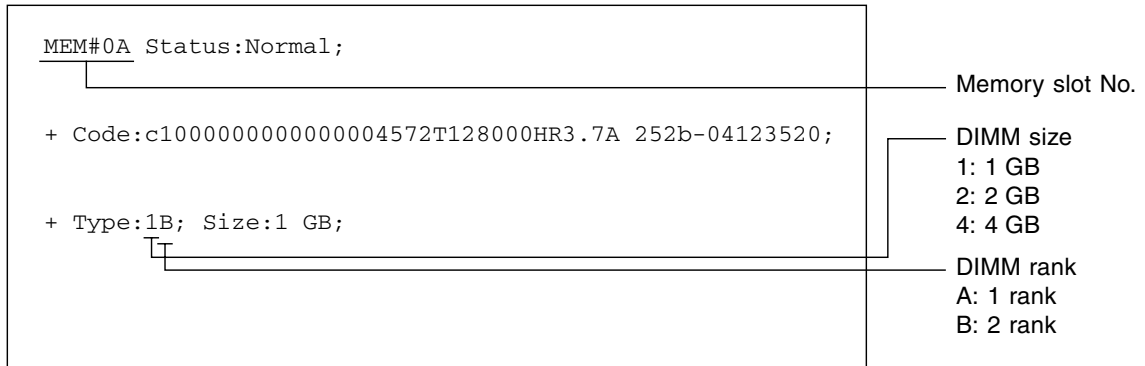 MEM#0A Status:Normal;
Memory slot No.
+ Code:c1000000000000004572T128000HR3.7A 252b-04123520;
DIMM size
1: 1 GB
2: 2 GB
4: 4 GB
+ Type:1B; Size:1 GB;
DIMM rank
A: 1 rank
B: 2 rank